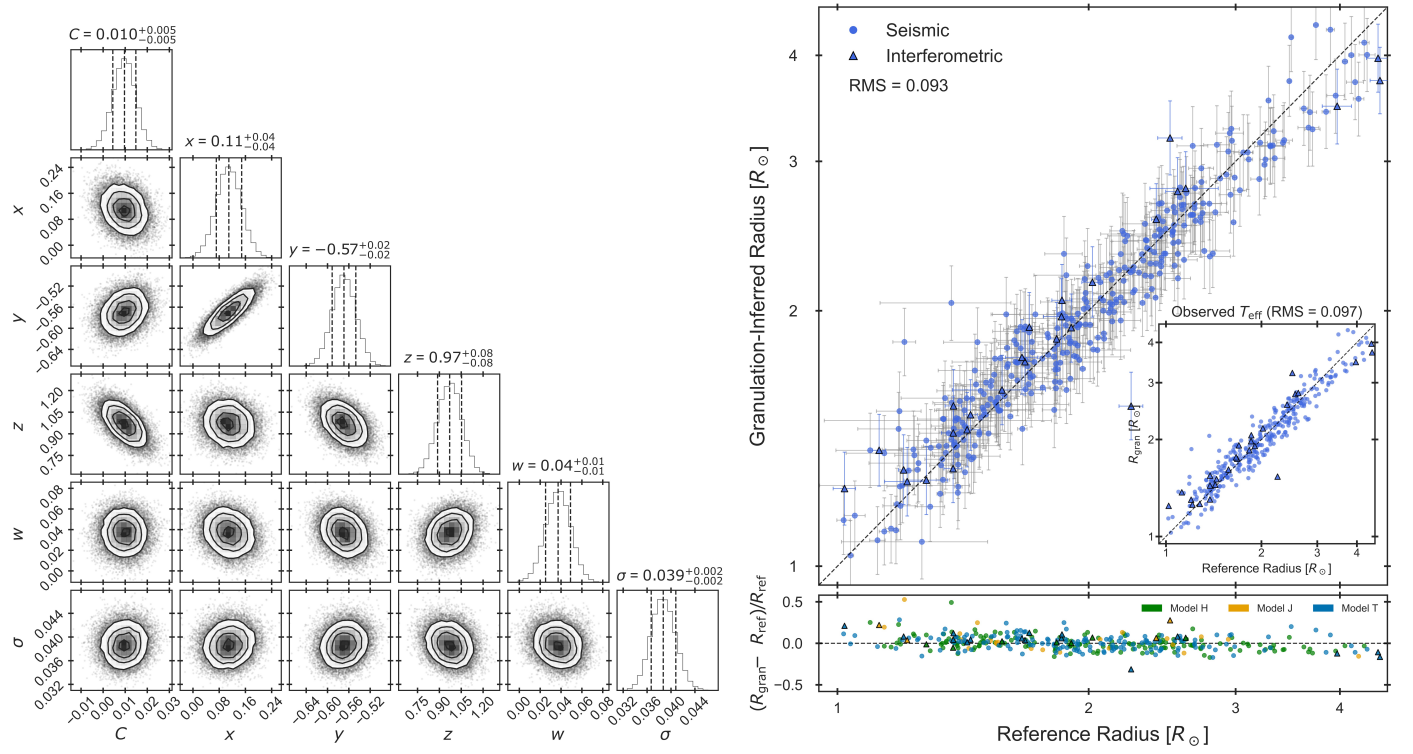 C = 0.010 +0.005 −0.005
x = 0.11 +0.04 −0.04
y = −0.57 +0.02 −0.02
z = 0.97 +0.08 −0.08
w = 0.04 +0.01 −0.01
σ = 0.039 +0.002 −0.002
x
0.24
0.16
0.08
0.00
y
−0.52
−0.56
−0.60
−0.64
z
1.20
1.05
0.90
0.75
w
0.08
0.06
0.04
0.02
0.00
σ
0.044
0.040
0.036
0.032
−0.01 0.00 0.01 0.02 0.03
C
0.00 0.08 0.16 0.24
x
−0.64 −0.60 −0.56 −0.52
y
0.75 0.90 1.05 1.20
z
0.00 0.02 0.04 0.06 0.08
w
0.032 0.036 0.040 0.044
σ
Seismic
Interferometric
RMS = 0.093
Granulation-Inferred Radius [R⊙]
4
3
2
1
Observed Teff (RMS = 0.097)
Rgran [R⊙]
4
3
2
1
1 2 3 4
Reference Radius [R⊙]
(Rgran− Rref)/Rref
0.5
0.0
−0.5
Model H Model J Model T
1 2 3 4
Reference Radius [R⊙]